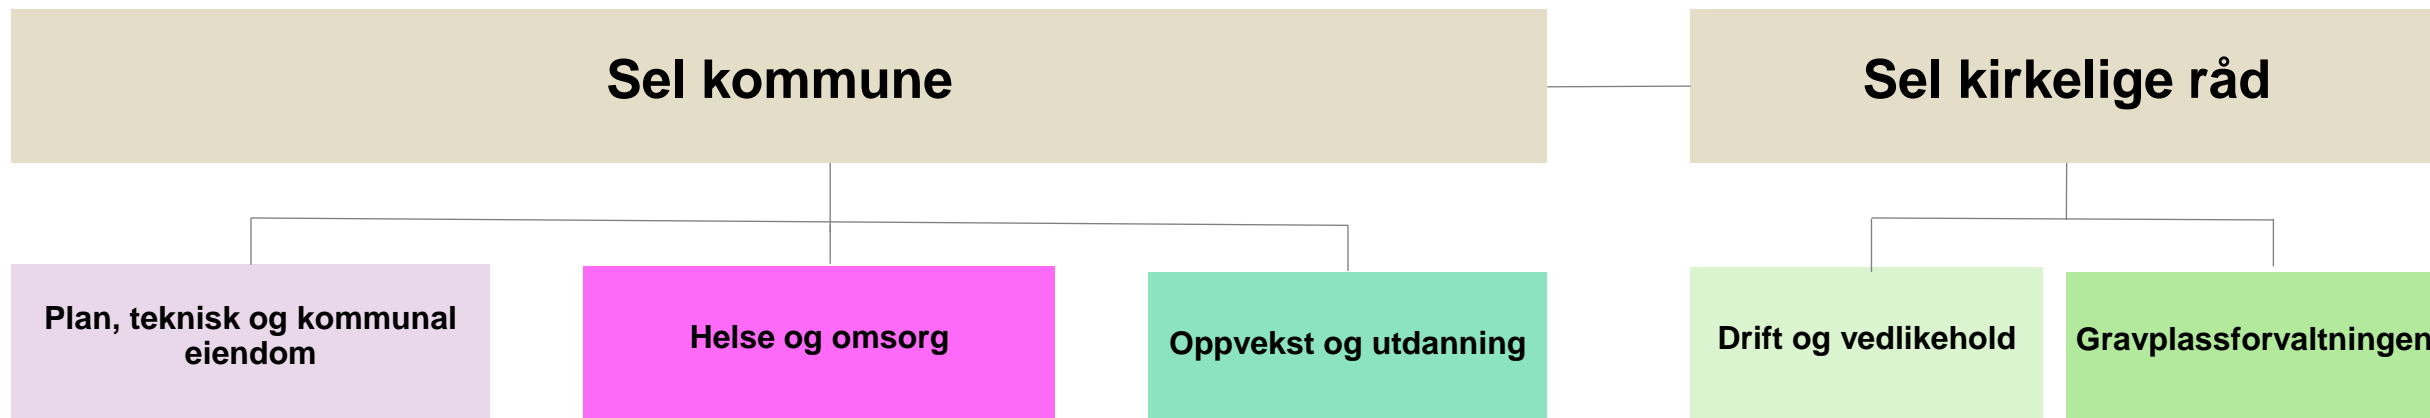 Sel kommune
Sel kirkelige råd
Plan, teknisk og kommunal
eiendom
Helse og omsorg
Oppvekst og utdanning
Drift og vedlikehold
Gravplassforvaltningen